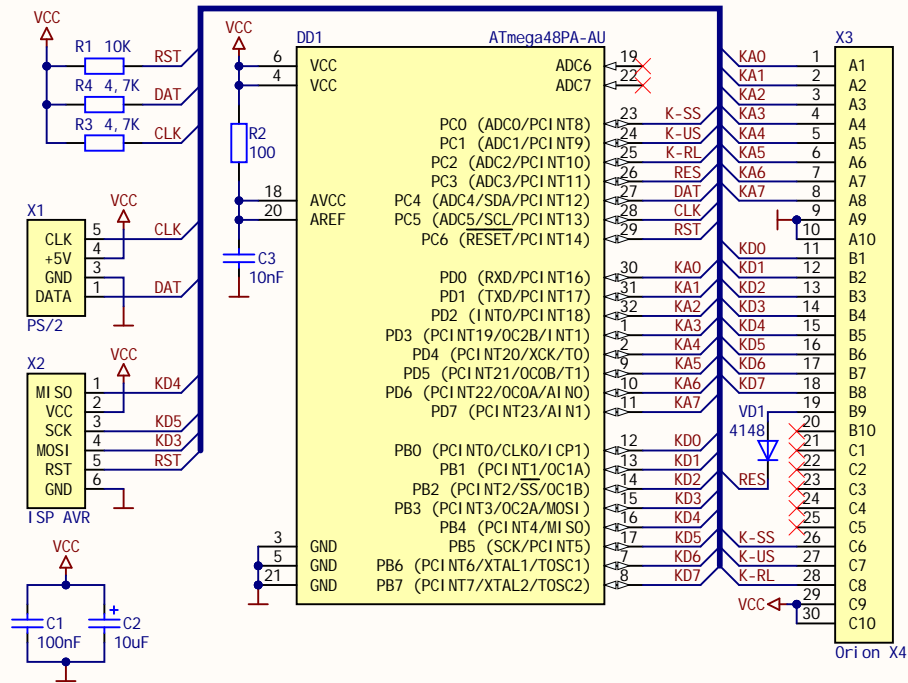 VCC
R1 10K RST
R4 4,7K DAT
R3 4,7K CLK
X1
VCC
CLK 5 CLK
+5V 4
GND 3
DATA 1 DAT
PS/2
X2
VCC
MISO 1 KD4
VCC 2
SCK 3 KD5
MOSI 4 KD3
RST 5 RST
GND 6
ISP AVR
VCC
C1
100nF
C2
10uF
+
VCC
R2
100
C3
10nF
DD1 ATmega48PA-AU
6 VCC
4 VCC
18 AVCC
20 AREF
3 GND
5 GND
21 GND
ADC6 19
ADC7 22
PC0 (ADC0/PCINT8) 23 K-SS
PC1 (ADC1/PCINT9) 24 K-US
PC2 (ADC2/PCINT10) 25 K-RL
PC3 (ADC3/PCINT11) 26 RES
PC4 (ADC4/SDA/PCINT12) 27 DAT
PC5 (ADC5/SCL/PCINT13) 28 CLK
PC6 (RESET/PCINT14) 29 RST
PD0 (RXD/PCINT16) 30 KA0
PD1 (TXD/PCINT17) 31 KA1
PD2 (INT0/PCINT18) 32 KA2
PD3 (PCINT19/OC2B/INT1) 1 KA3
PD4 (PCINT20/XCK/T0) 2 KA4
PD5 (PCINT21/OC0B/T1) 9 KA5
PD6 (PCINT22/OC0A/AIN0) 10 KA6
PD7 (PCINT23/AIN1) 11 KA7
PB0 (PCINT0/CLKO/ICP1) 12 KD0
PB1 (PCINT1/OC1A) 13 KD1
PB2 (PCINT2/SS/OC1B) 14 KD2
PB3 (PCINT3/OC2A/MOSI) 15 KD3
PB4 (PCINT4/MISO) 16 KD4
PB5 (SCK/PCINT5) 17 KD5
PB6 (PCINT6/XTAL1/TOSC1) 7 KD6
PB7 (PCINT7/XTAL2/TOSC2) 8 KD7
X3
KA0 1 A1
KA1 2 A2
KA2 3 A3
KA3 4 A4
KA4 5 A5
KA5 6 A6
KA6 7 A7
KA7 8 A8
9 A9
10 A10
KD0 11 B1
KD1 12 B2
KD2 13 B3
KD3 14 B4
KD4 15 B5
KD5 16 B6
KD6 17 B7
KD7 18 B8
VD1 19 B9
4148 20 B10
21 C1
22 C2
RES 23 C3
24 C4
25 C5
K-SS 26 C6
K-US 27 C7
K-RL 28 C8
VCC 29 C9
30 C10
Orion X4